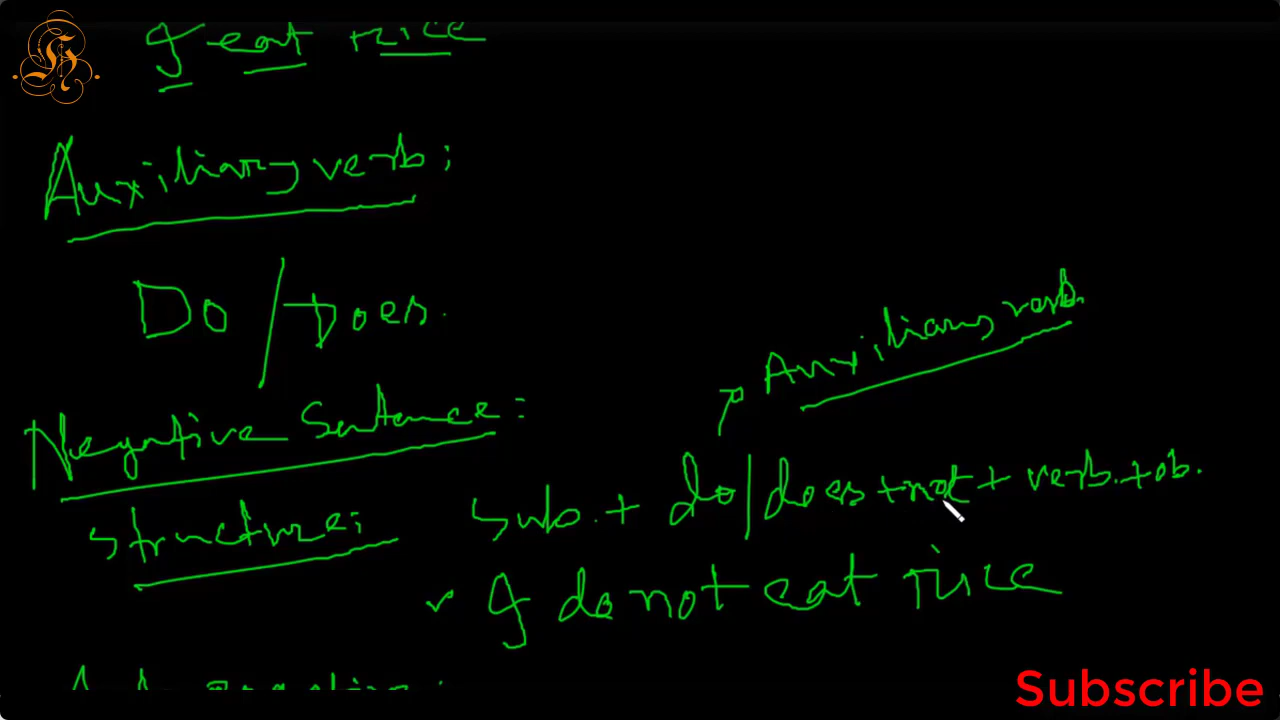 I eat rice
Auxiliary verb:
Do/Does.
Auxiliary verb.
Negative Sentence:
structure: Sub. + do/does + not + verb. + ob.
✓ I do not eat rice
Subscribe